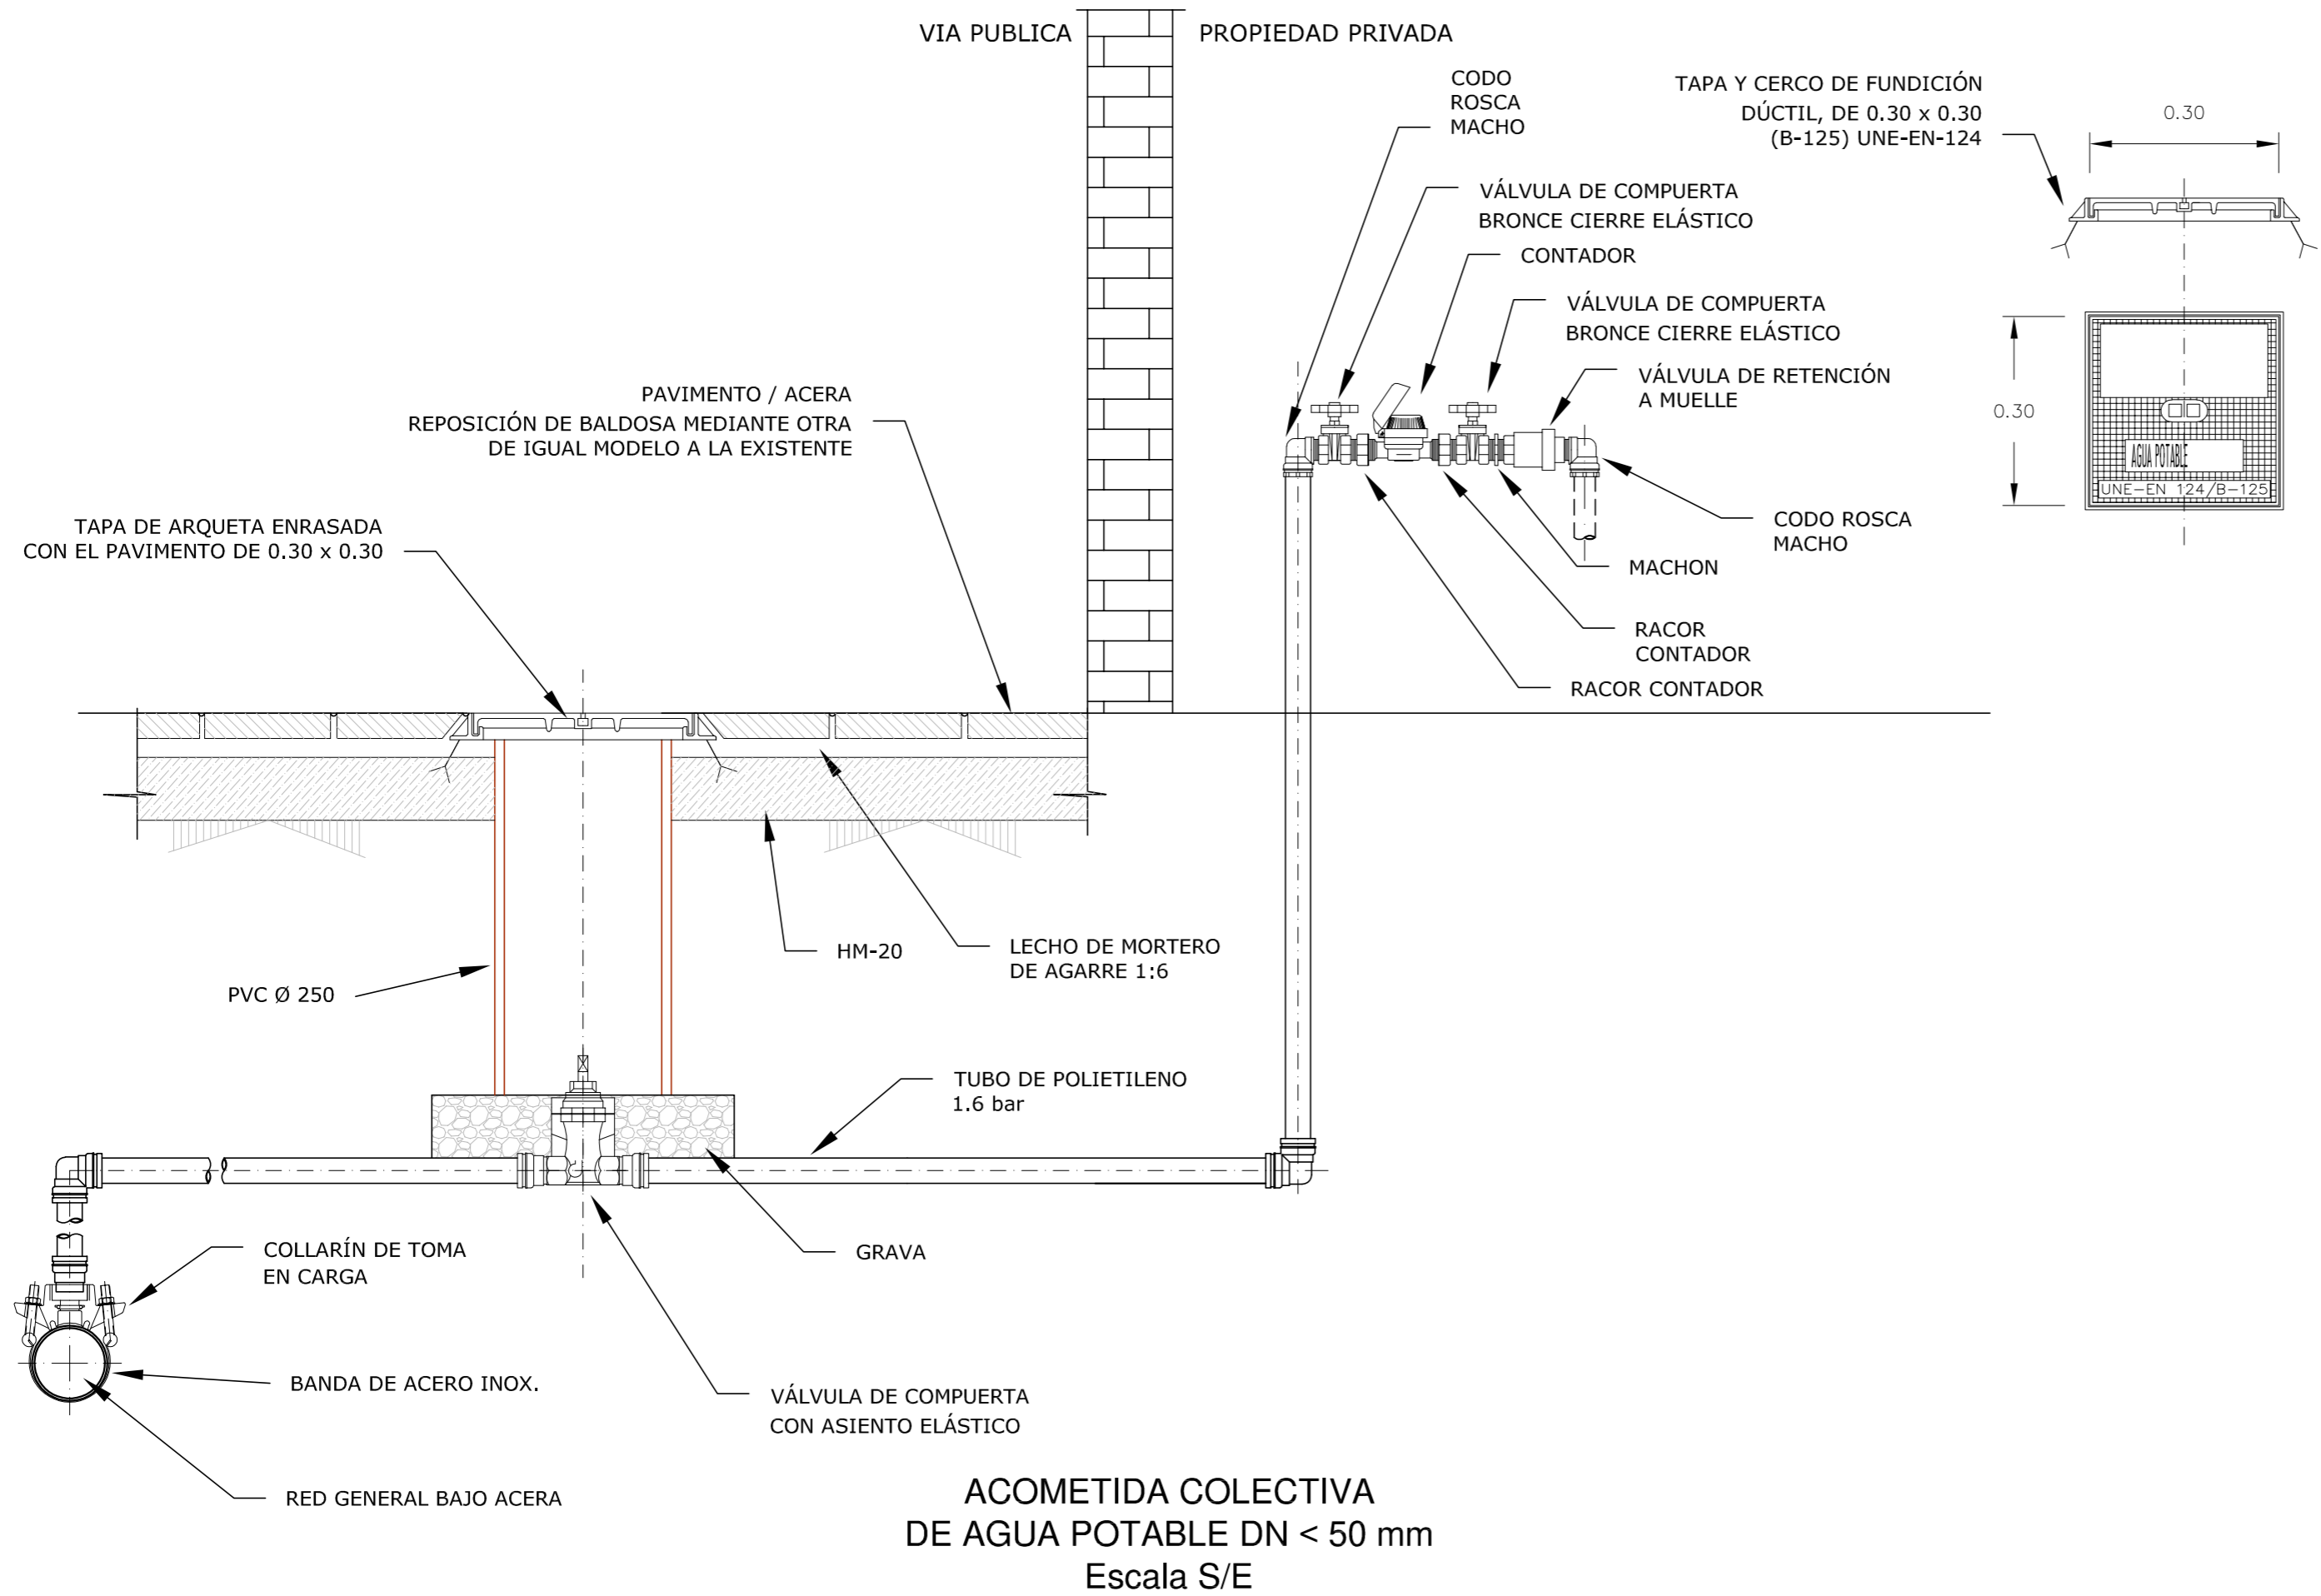 VIA PUBLICA
PROPIEDAD PRIVADA
CODO
ROSCA
MACHO
TAPA Y CERCO DE FUNDICIÓN
DÚCTIL, DE 0.30 x 0.30
(B-125) UNE-EN-124
0.30
VÁLVULA DE COMPUERTA
BRONCE CIERRE ELÁSTICO
CONTADOR
VÁLVULA DE COMPUERTA
BRONCE CIERRE ELÁSTICO
VÁLVULA DE RETENCIÓN
A MUELLE
0.30
AGUA POTABLE
UNE-EN 124/B-125
PAVIMENTO / ACERA
REPOSICIÓN DE BALDOSA MEDIANTE OTRA
DE IGUAL MODELO A LA EXISTENTE
TAPA DE ARQUETA ENRASADA
CON EL PAVIMENTO DE 0.30 x 0.30
CODO ROSCA
MACHO
MACHON
RACOR
CONTADOR
RACOR CONTADOR
HM-20
LECHO DE MORTERO
DE AGARRE 1:6
PVC Ø 250
TUBO DE POLIETILENO
1.6 bar
COLLARÍN DE TOMA
EN CARGA
GRAVA
BANDA DE ACERO INOX.
VÁLVULA DE COMPUERTA
CON ASIENTO ELÁSTICO
RED GENERAL BAJO ACERA
ACOMETIDA COLECTIVA
DE AGUA POTABLE DN < 50 mm
Escala S/E